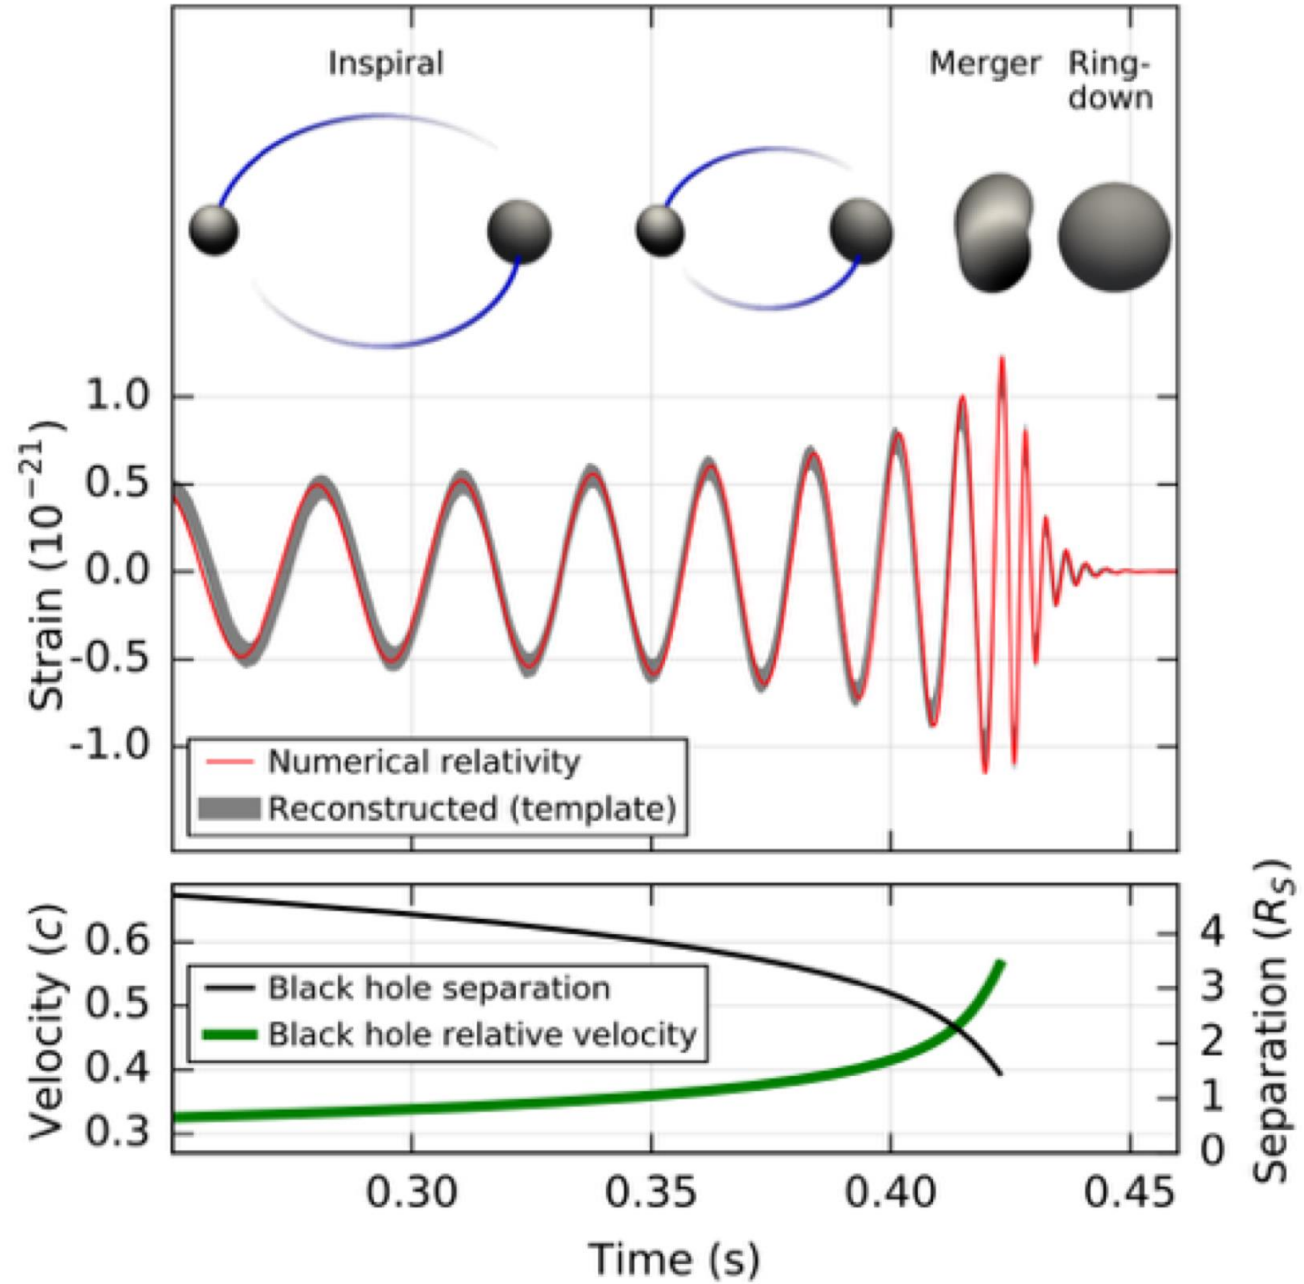 Inspiral
Merger
Ring-
down
Strain (10⁻²¹)
1.0
0.5
0.0
-0.5
-1.0
Numerical relativity
Reconstructed (template)
Velocity (c)
0.6
0.5
0.4
0.3
Black hole separation
Black hole relative velocity
Separation (R_S)
4
3
2
1
0
0.30 0.35 0.40 0.45
Time (s)